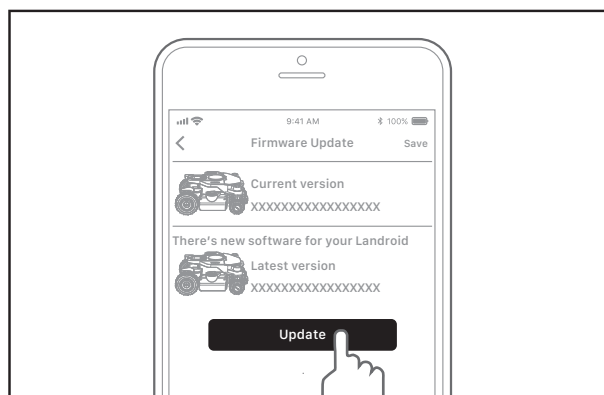 9:41 AM 100%
Firmware Update Save
Current version
XXXXXXXXXXXXXXXXX
There's new software for your Landroid
Latest version
XXXXXXXXXXXXXXXXX
Update